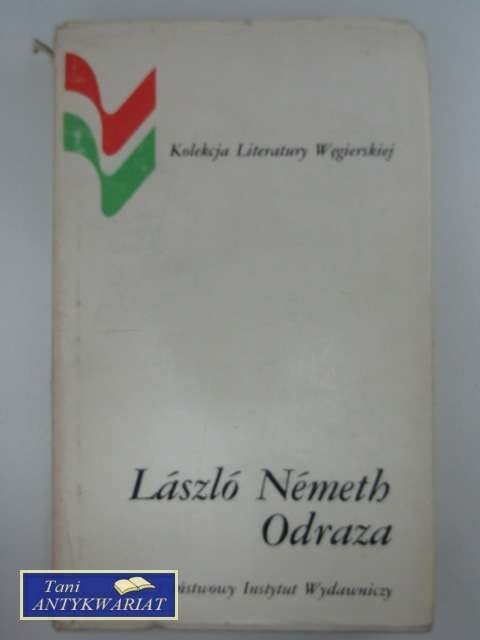 Kolekcja Literatury Węgierskiej
László Németh
Odraza
Instytut Wydawniczy
Tani
ANTYKWARIAT